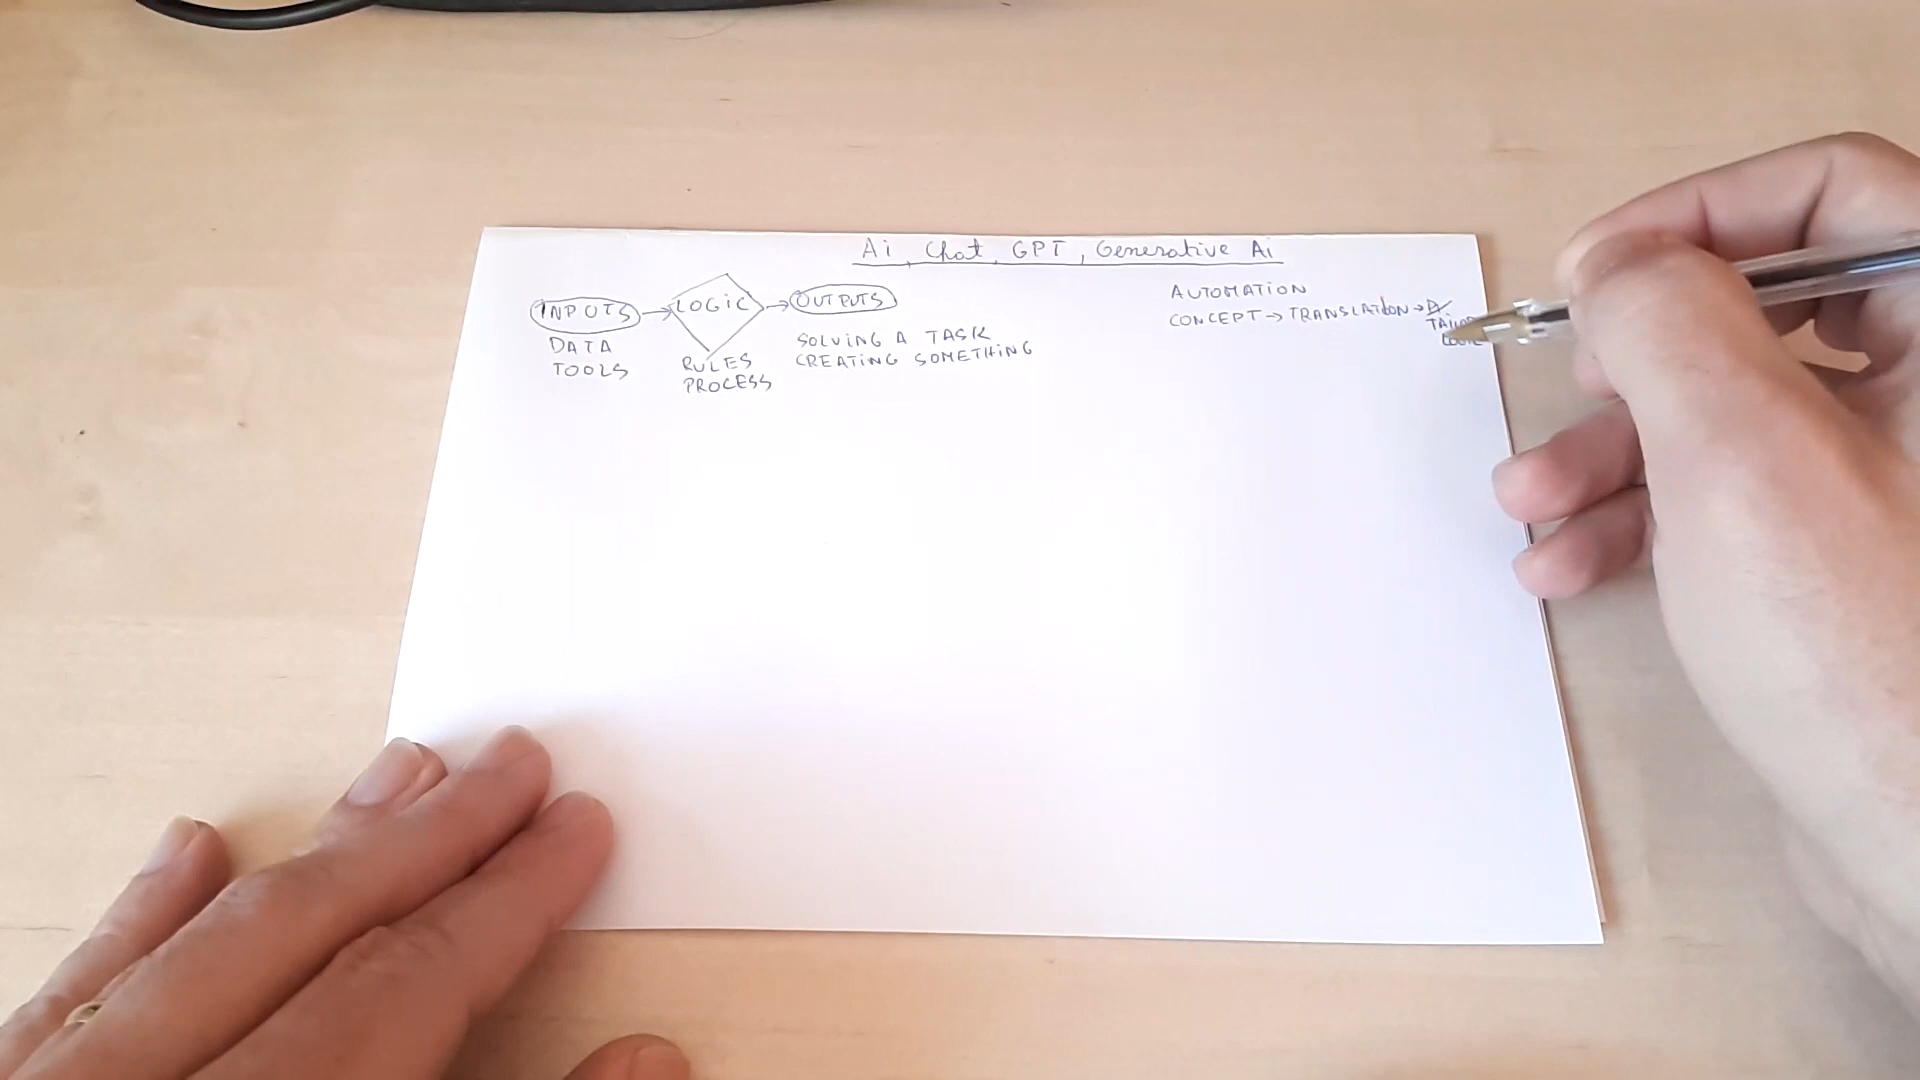 Ai, Chat, GPT, Generative Ai
INPUTS → LOGIC → OUTPUTS
DATA
TOOLS
RULES
PROCESS
SOLVING A TASK
CREATING SOMETHING
AUTOMATION
CONCEPT → TRANSLATION →